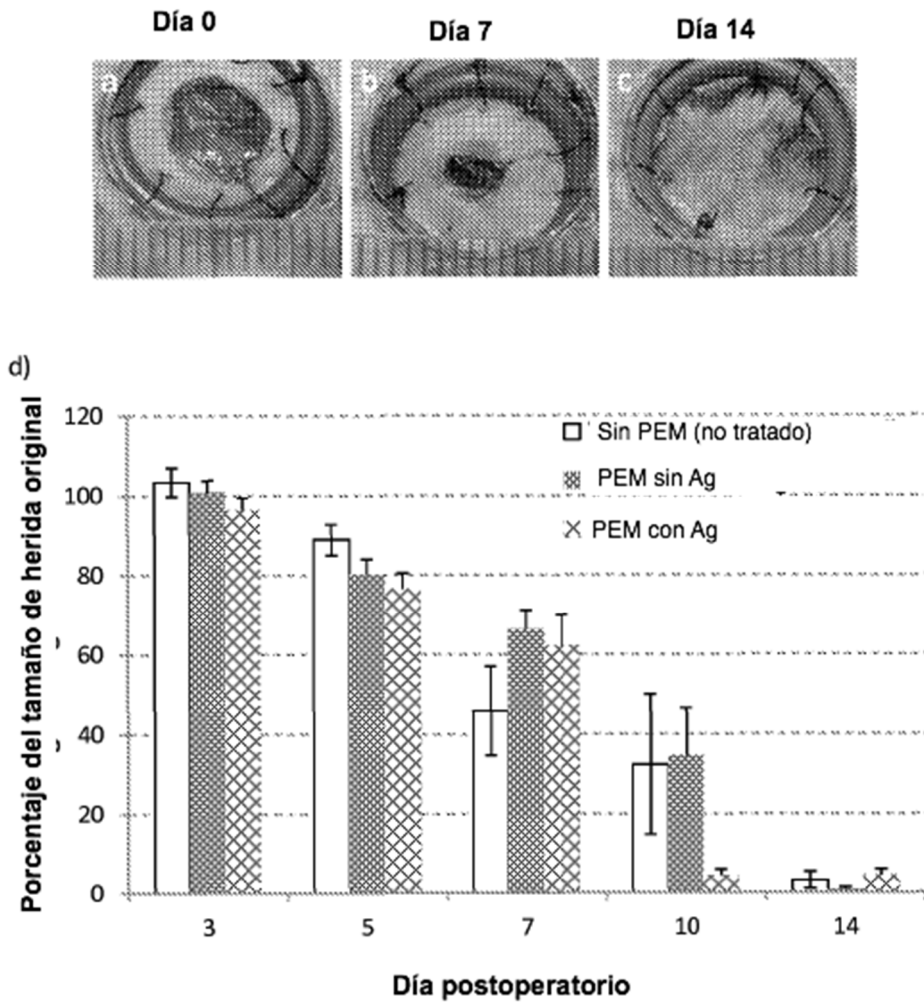 Día 0
Día 7
Día 14
a
b
c
d)
Porcentaje del tamaño de herida original
120
100
80
60
40
20
0
Sin PEM (no tratado)
PEM sin Ag
PEM con Ag
3
5
7
10
14
Día postoperatorio